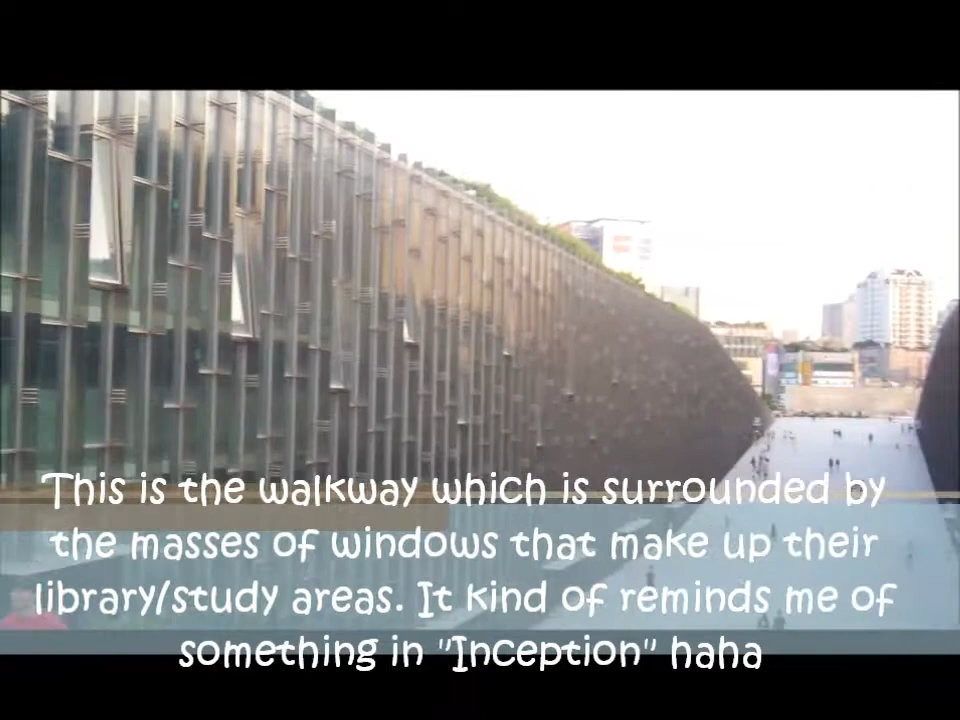 This is the walkway which is surrounded by
the masses of windows that make up their
library/study areas. It kind of reminds me of
something in "Inception" haha